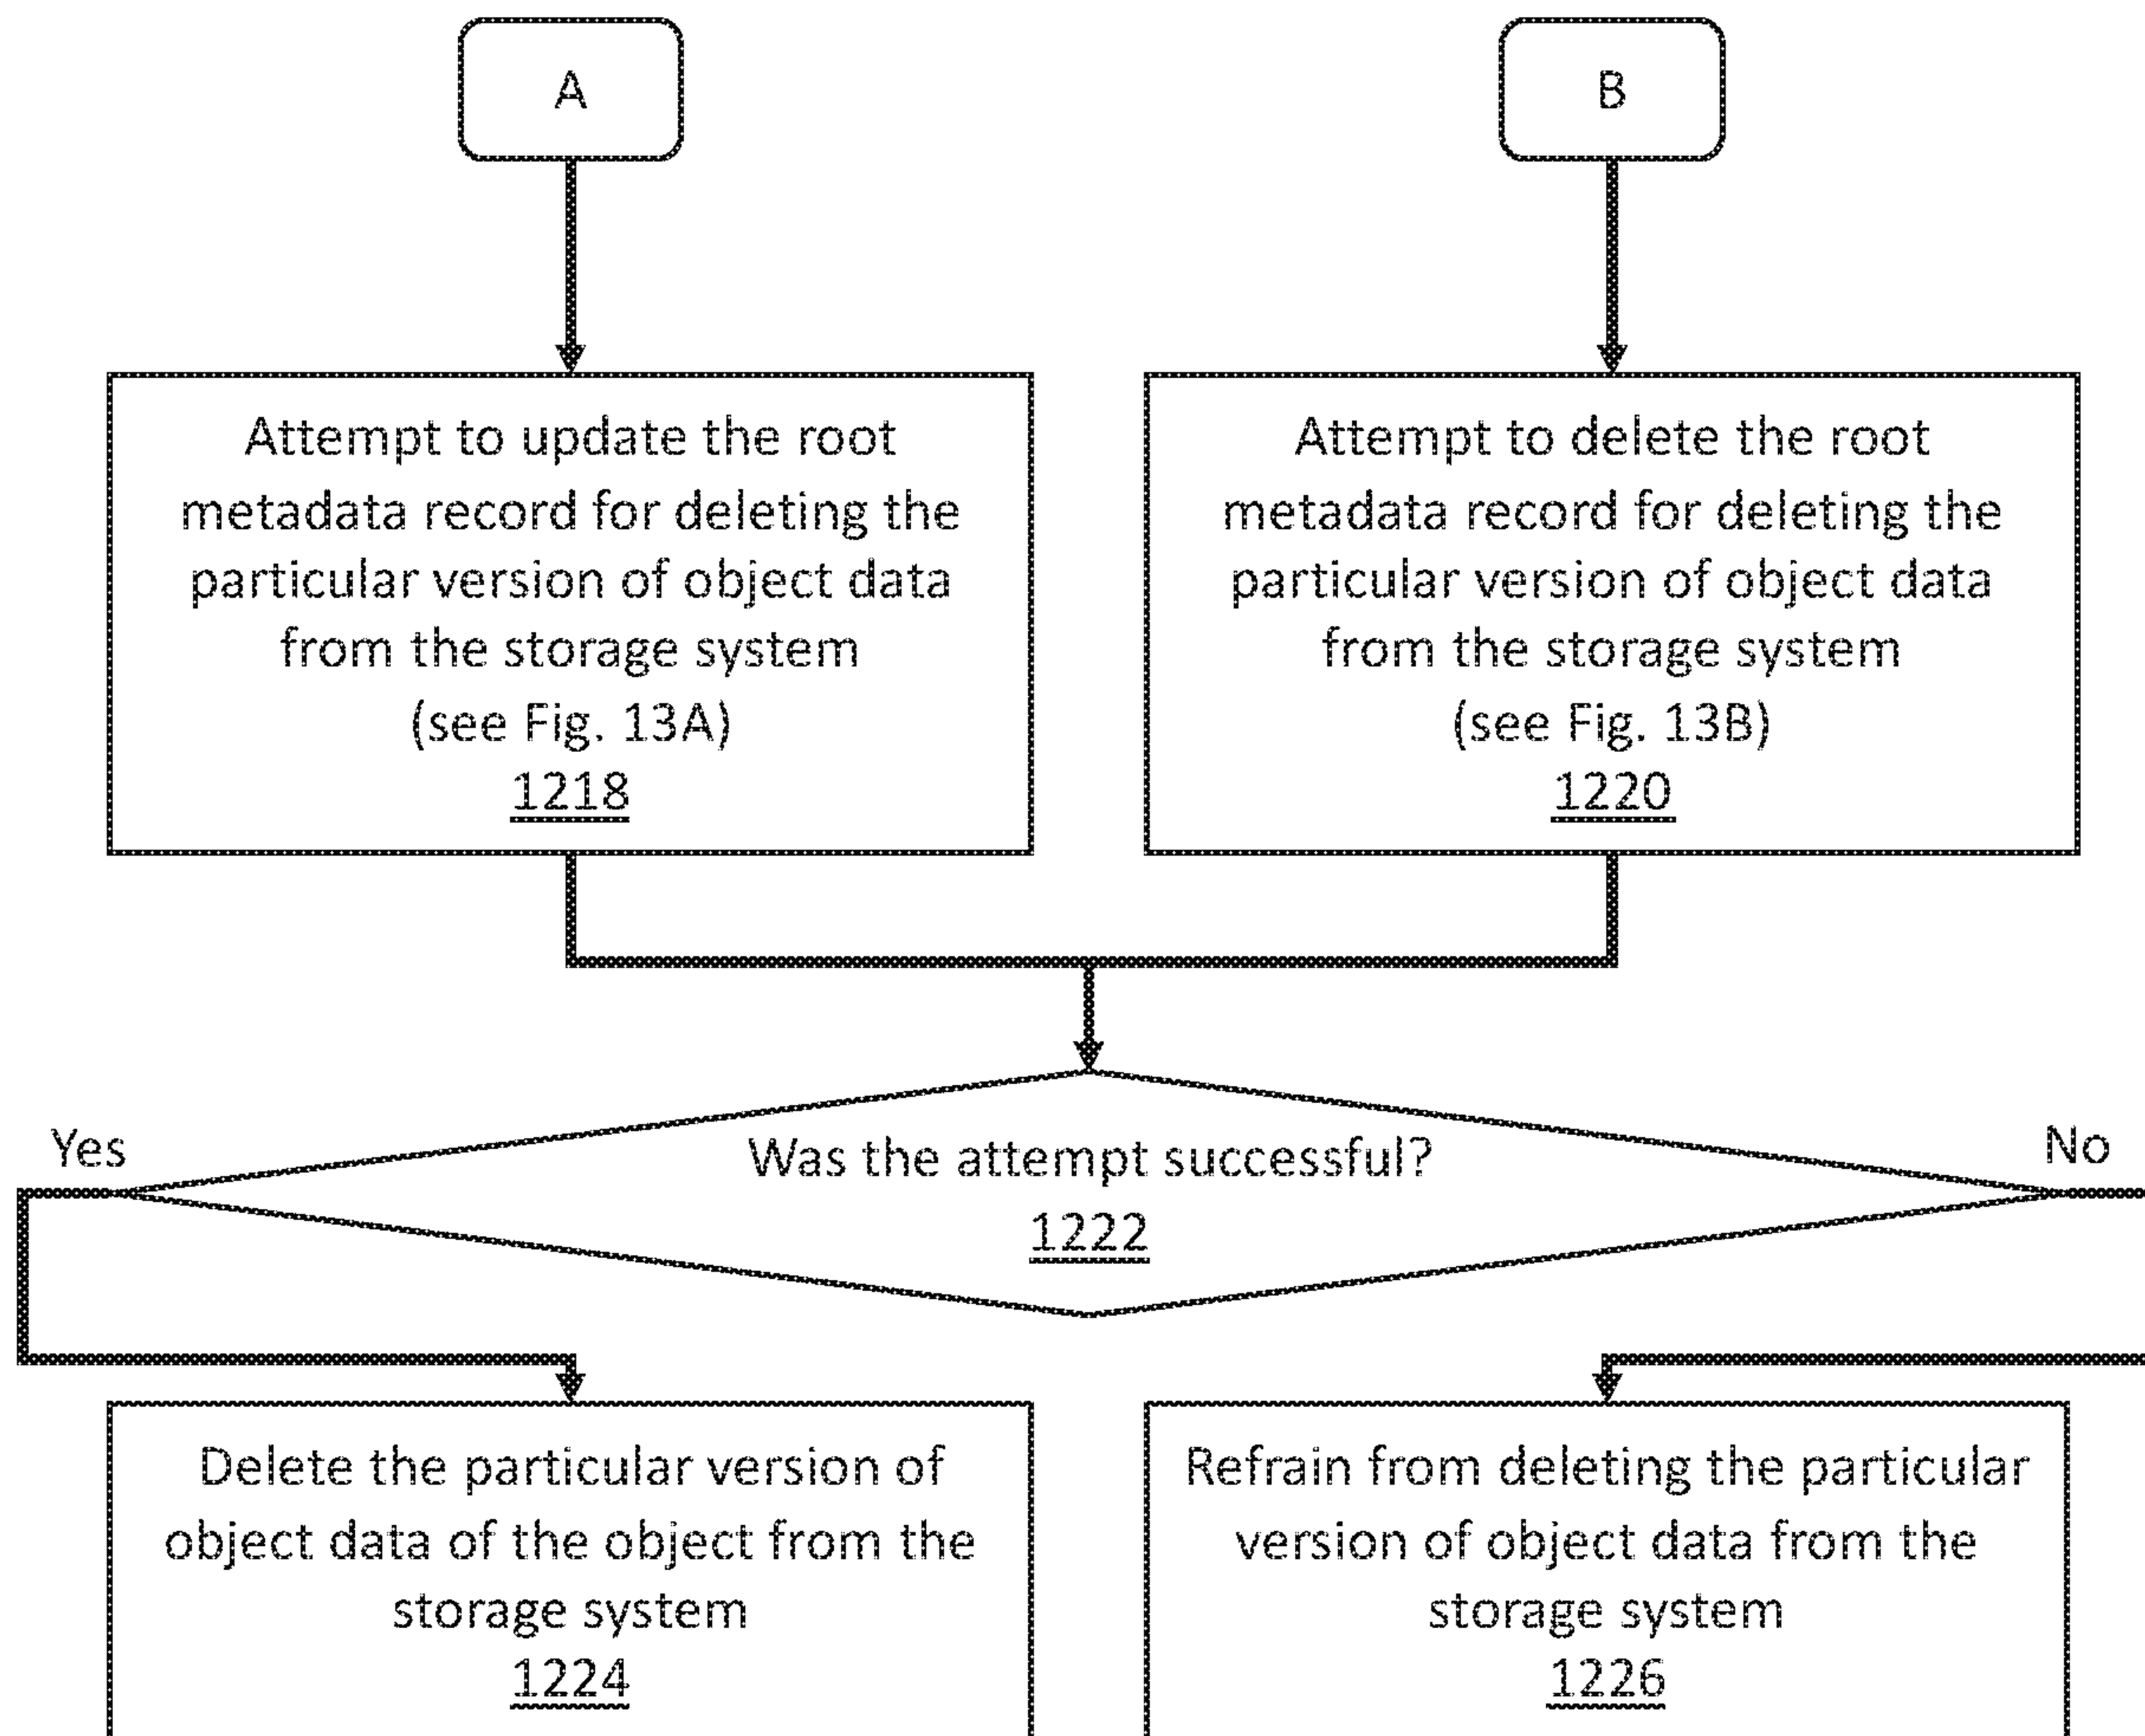 A
B
Attempt to update the root
metadata record for deleting the
particular version of object data
from the storage system
(see Fig. 13A)
1218
Attempt to delete the root
metadata record for deleting the
particular version of object data
from the storage system
(see Fig. 13B)
1220
Yes
Was the attempt successful?
1222
No
Delete the particular version of
object data of the object from the
storage system
1224
Refrain from deleting the particular
version of object data from the
storage system
1226